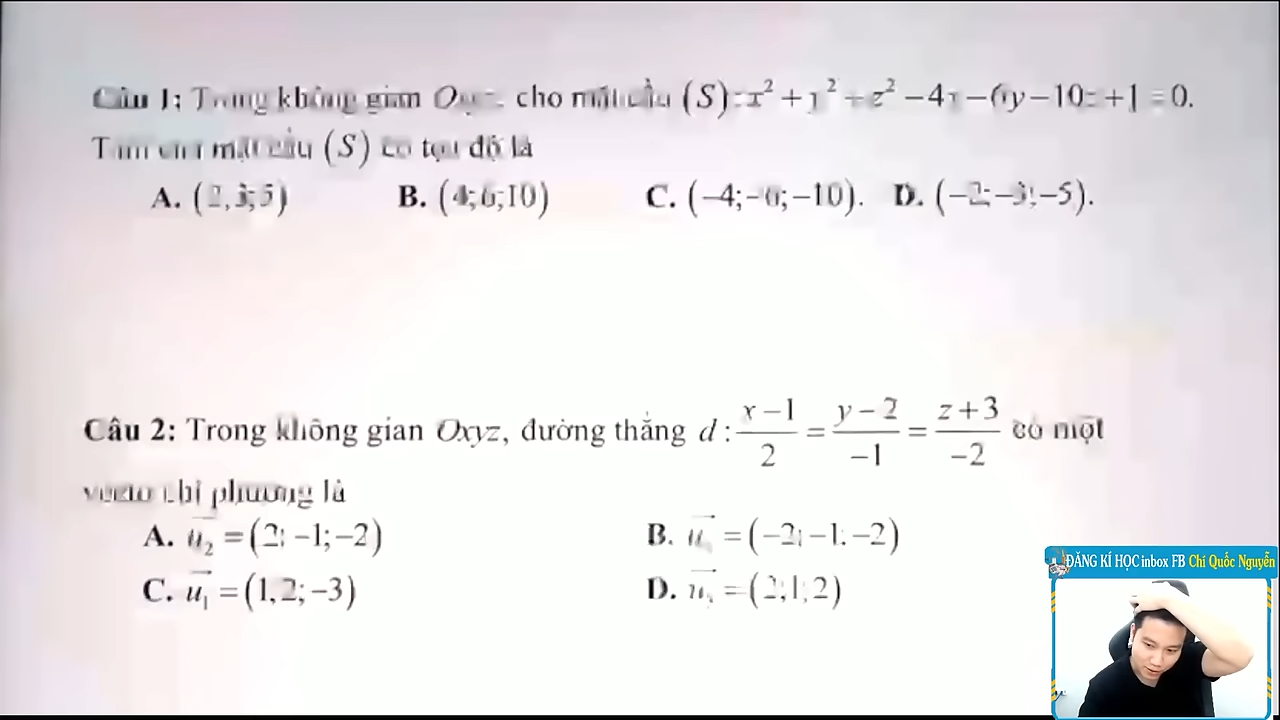 Câu 1: Trong không gian Oxyz, cho mặt cầu (S): x² + y² + z² − 4x − 6y − 10z + 1 = 0.
Tâm của mặt cầu (S) có tọa độ là
A. (2;3;5) B. (4;6;10) C. (−4;−6;−10). D. (−2;−3;−5).
Câu 2: Trong không gian Oxyz, đường thẳng d: (x−1)/2 = (y−2)/−1 = (z+3)/−2 có một
vectơ chỉ phương là
A. u₂ = (2; −1; −2) B. u = (−2; −1; −2)
C. u₁ = (1; 2; −3) D. = (2;1;2)
ĐĂNG KÍ HỌC inbox FB Chí Quốc Nguyễn